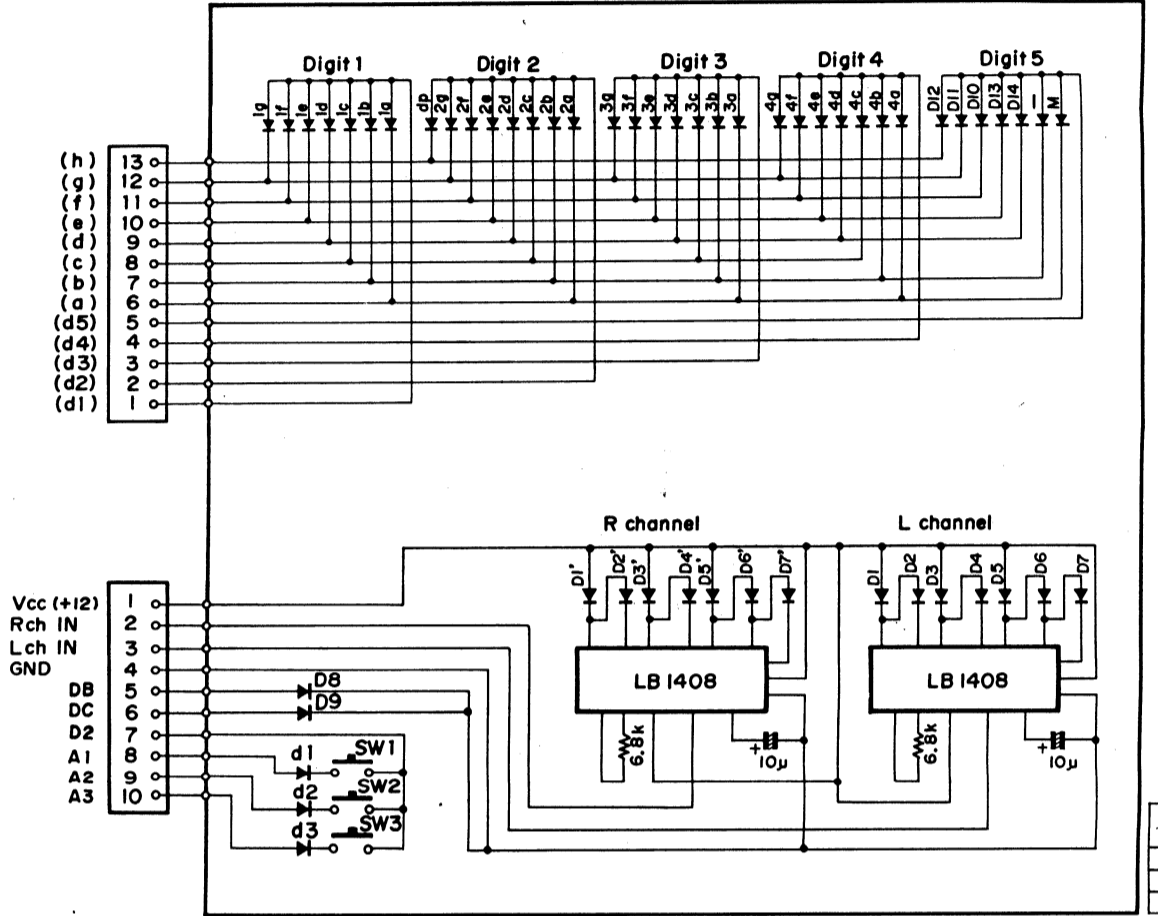 Digit 1 Digit 2 Digit 3 Digit 4 Digit 5
1g 1f 1e 1d 1c 1b 1a dp 2g 2f 2e 2d 2c 2b 2a 3g 3f 3e 3d 3c 3b 3a 4g 4f 4e 4d 4c 4b 4a D12 D11 D10 D13 D14 I M
(h) 13
(g) 12
(f) 11
(e) 10
(d) 9
(c) 8
(b) 7
(a) 6
(d5) 5
(d4) 4
(d3) 3
(d2) 2
(d1) 1
R channel L channel
D1' D2' D3' D4' D5' D6' D7' D1 D2 D3 D4 D5 D6 D7
Vcc (+12) 1
Rch IN 2
Lch IN 3
GND 4
DB 5 D8
DC 6 D9
D2 7
A1 8 d1 SW1
A2 9 d2 SW2
A3 10 d3 SW3
LB 1408 LB 1408
6.8k + 10μ 6.8k + 10μ